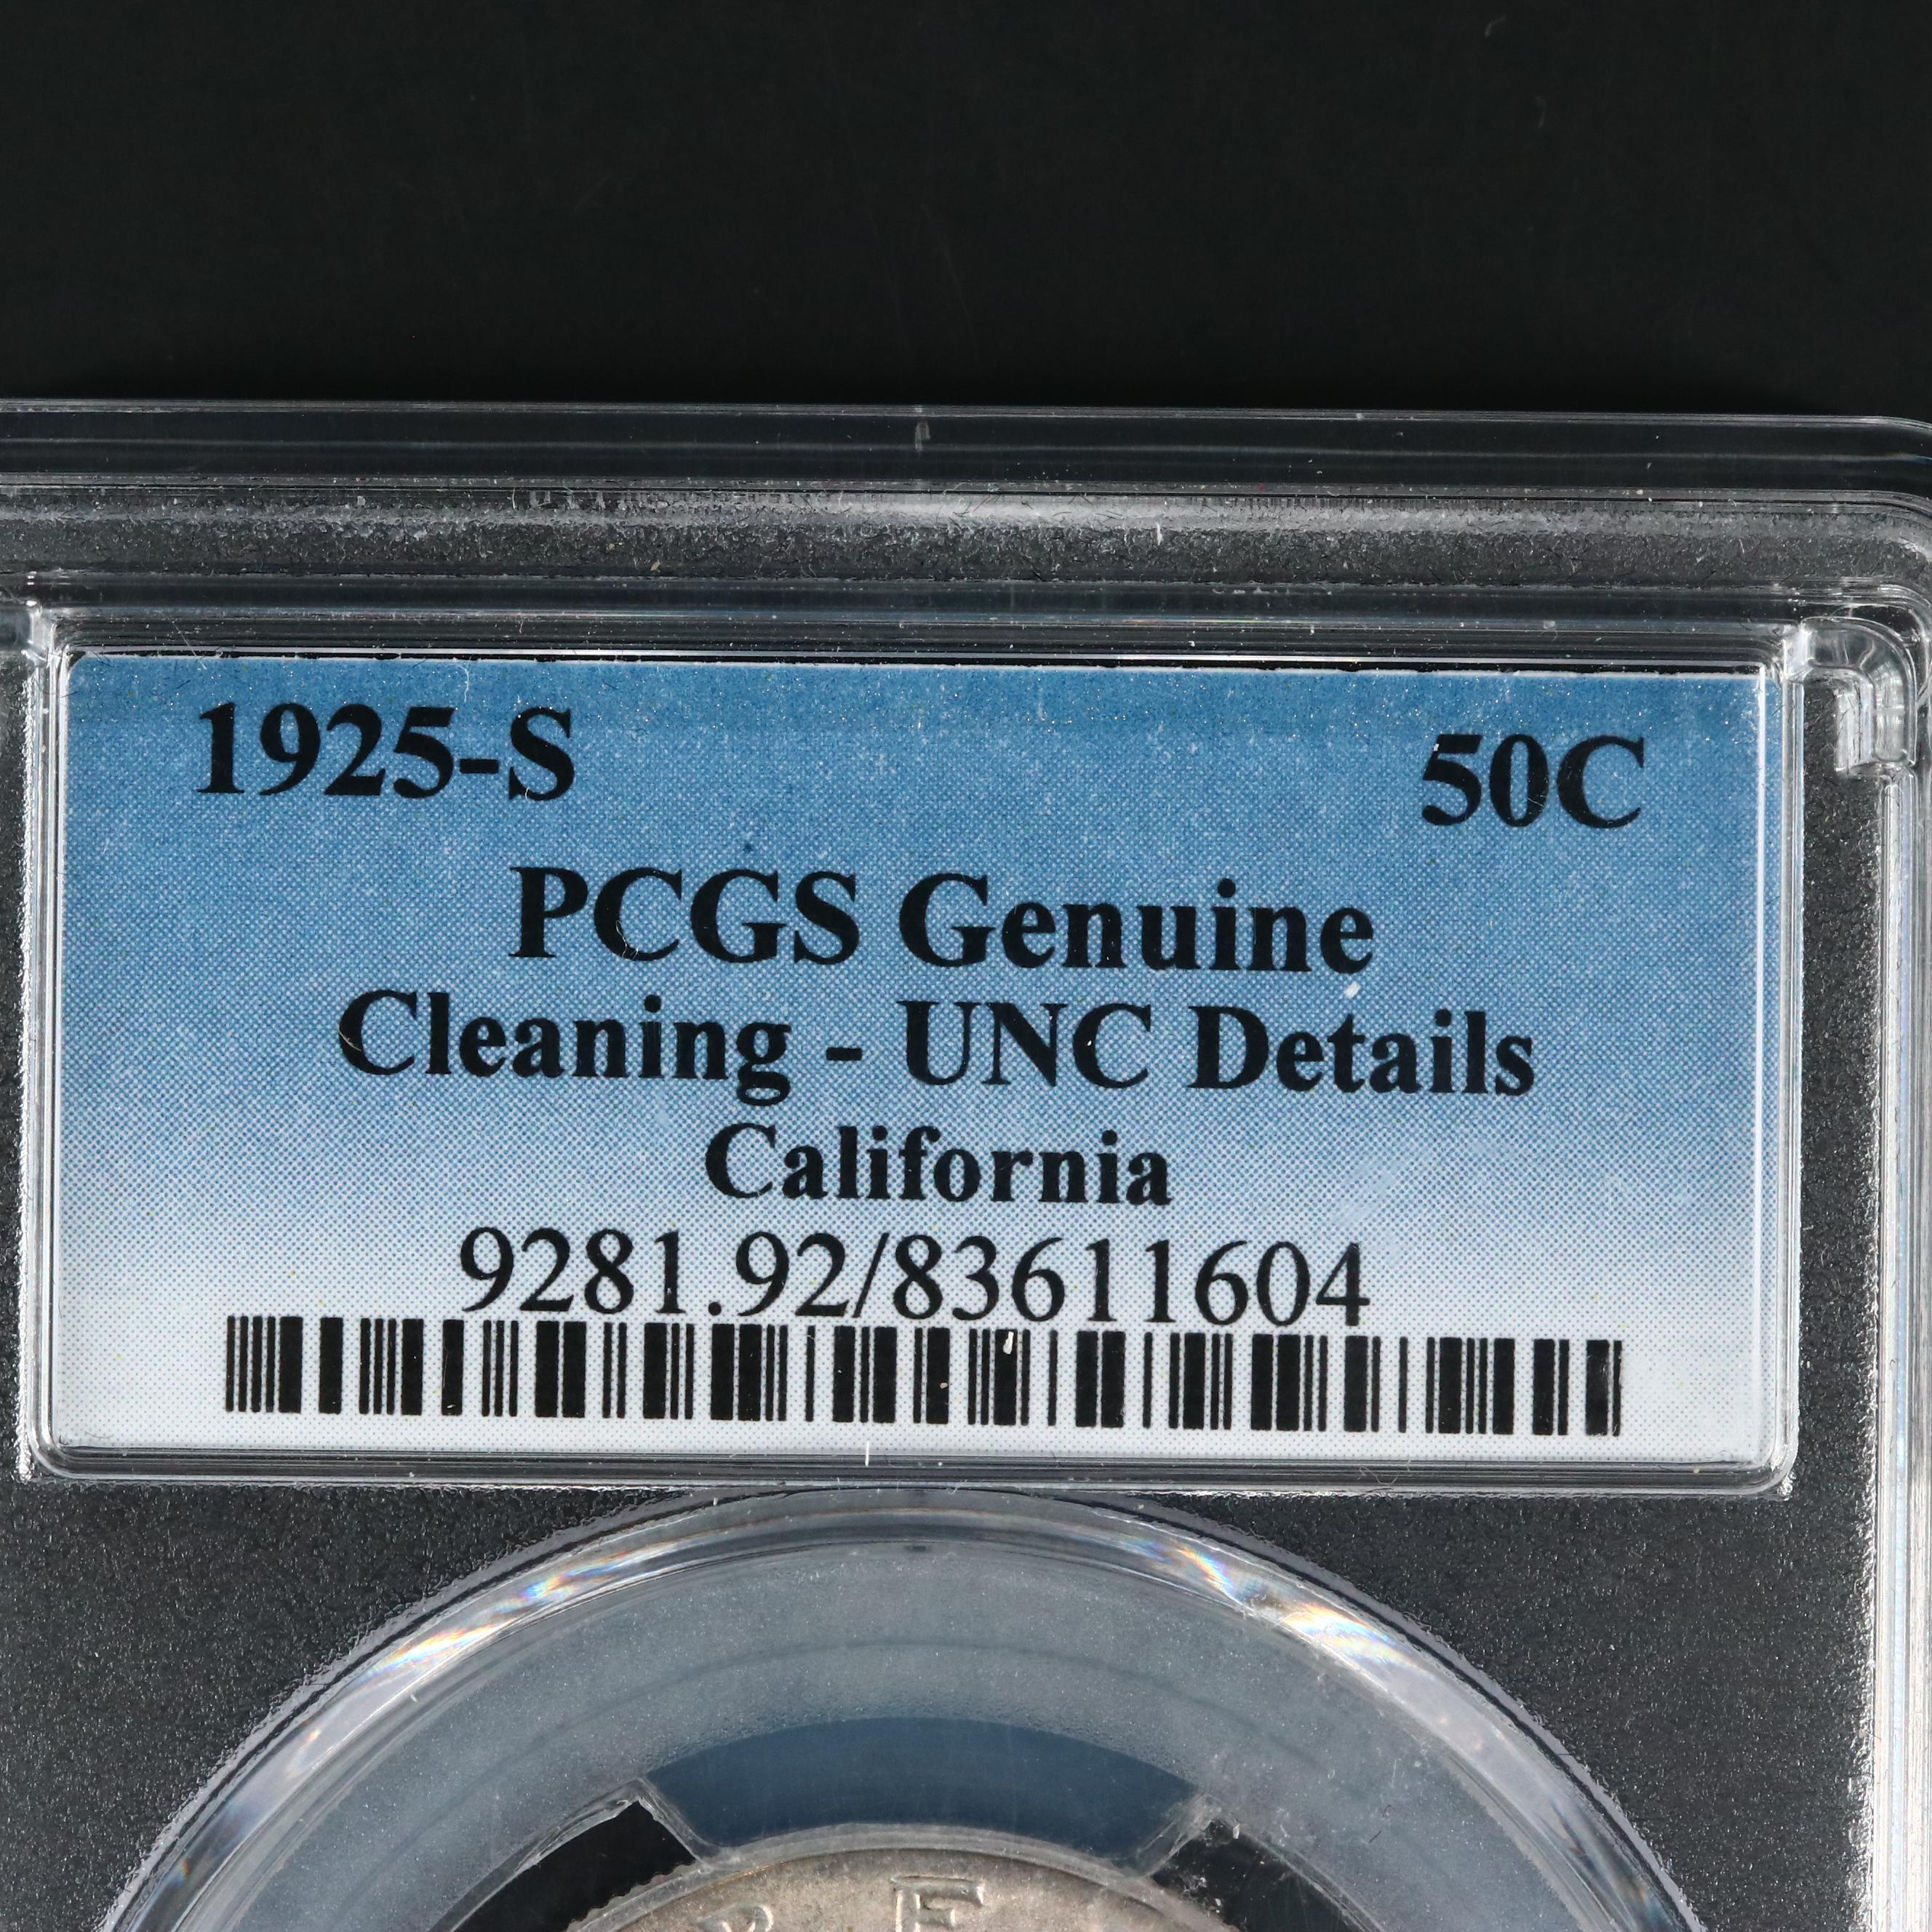 1925-S 50C
PCGS Genuine
Cleaning - UNC Details
California
9281.92/83611604
E